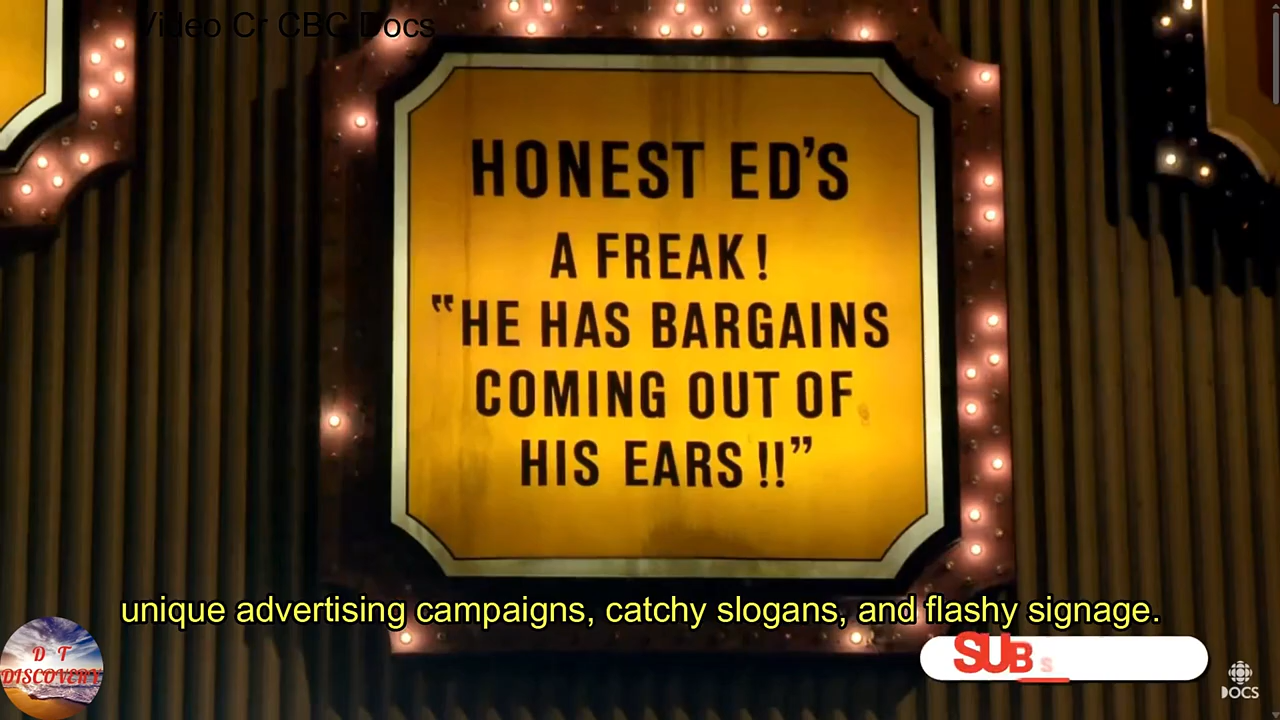 Video Cr CBC Docs
HONEST ED'S
A FREAK!
"HE HAS BARGAINS
COMING OUT OF
HIS EARS!!"
unique advertising campaigns, catchy slogans, and flashy signage.
D T
DISCOVERY
SUBS
DOCS